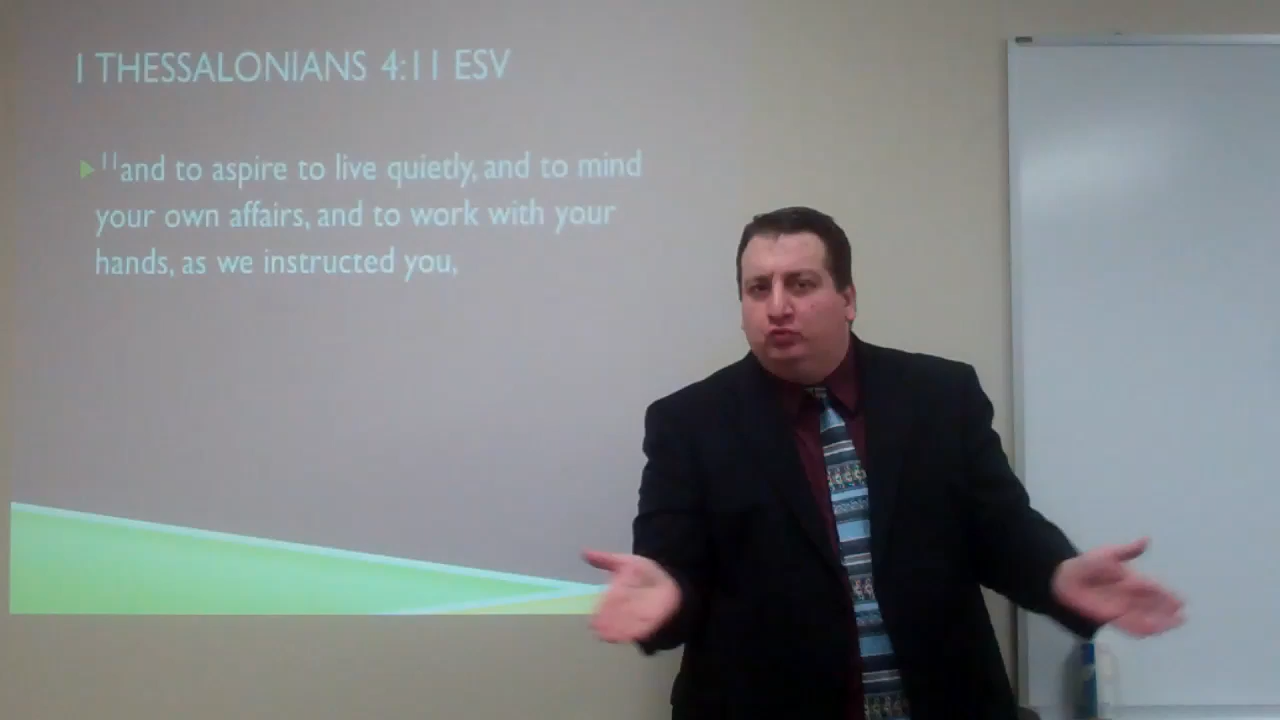 1 THESSALONIANS 4:11 ESV
11and to aspire to live quietly, and to mind
your own affairs, and to work with your
hands, as we instructed you,